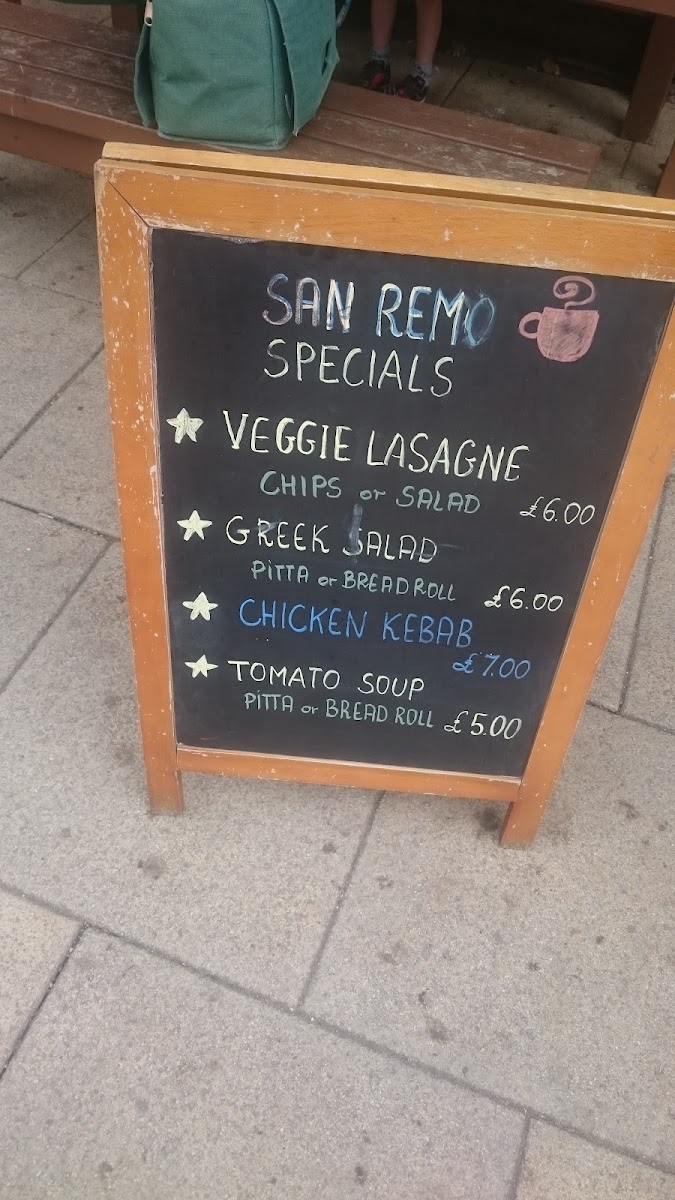 SAN REMO
SPECIALS
VEGGIE LASAGNE
CHIPS or SALAD £6.00
GREEK SALAD
PITTA or BREAD ROLL £6.00
CHICKEN KEBAB
£7.00
TOMATO SOUP
PITTA or BREAD ROLL £5.00